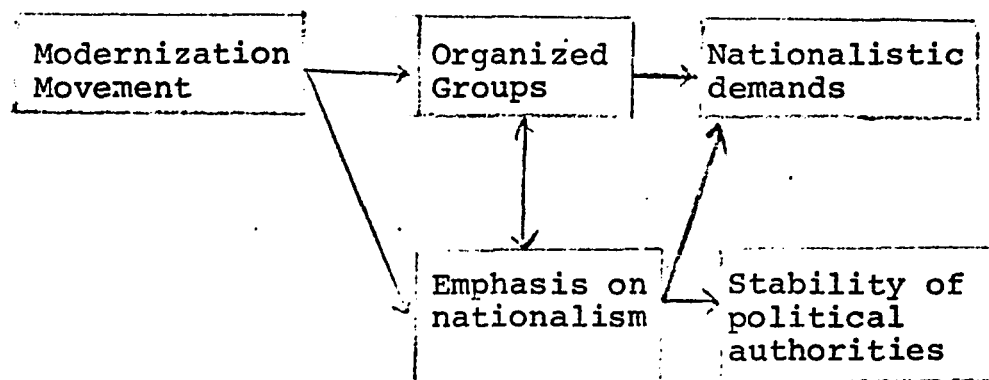 Modernization
Movement
Organized
Groups
Nationalistic
demands
Emphasis on
nationalism
Stability of
political
authorities